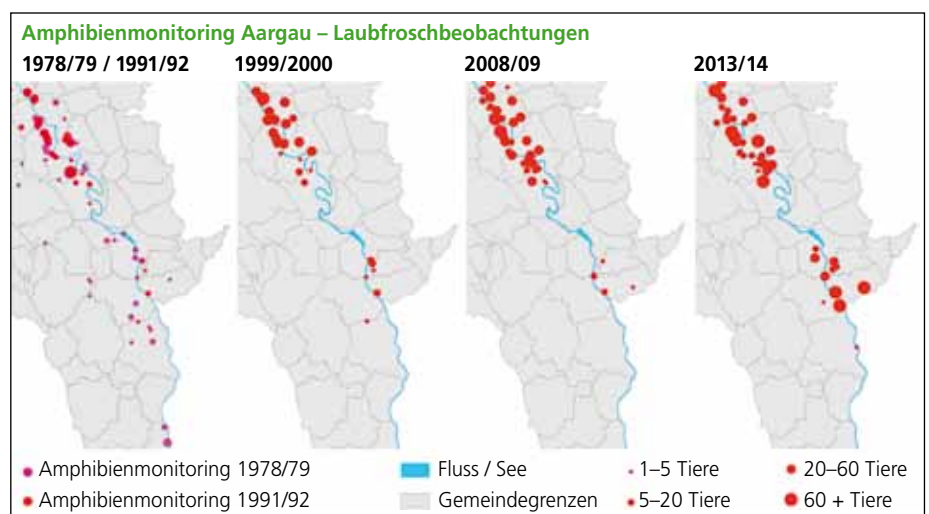 Amphibienmonitoring Aargau – Laubfroschbeobachtungen
1978/79 / 1991/92 1999/2000 2008/09 2013/14
Amphibienmonitoring 1978/79 Fluss / See 1–5 Tiere 20–60 Tiere
Amphibienmonitoring 1991/92 Gemeindegrenzen 5–20 Tiere 60 + Tiere